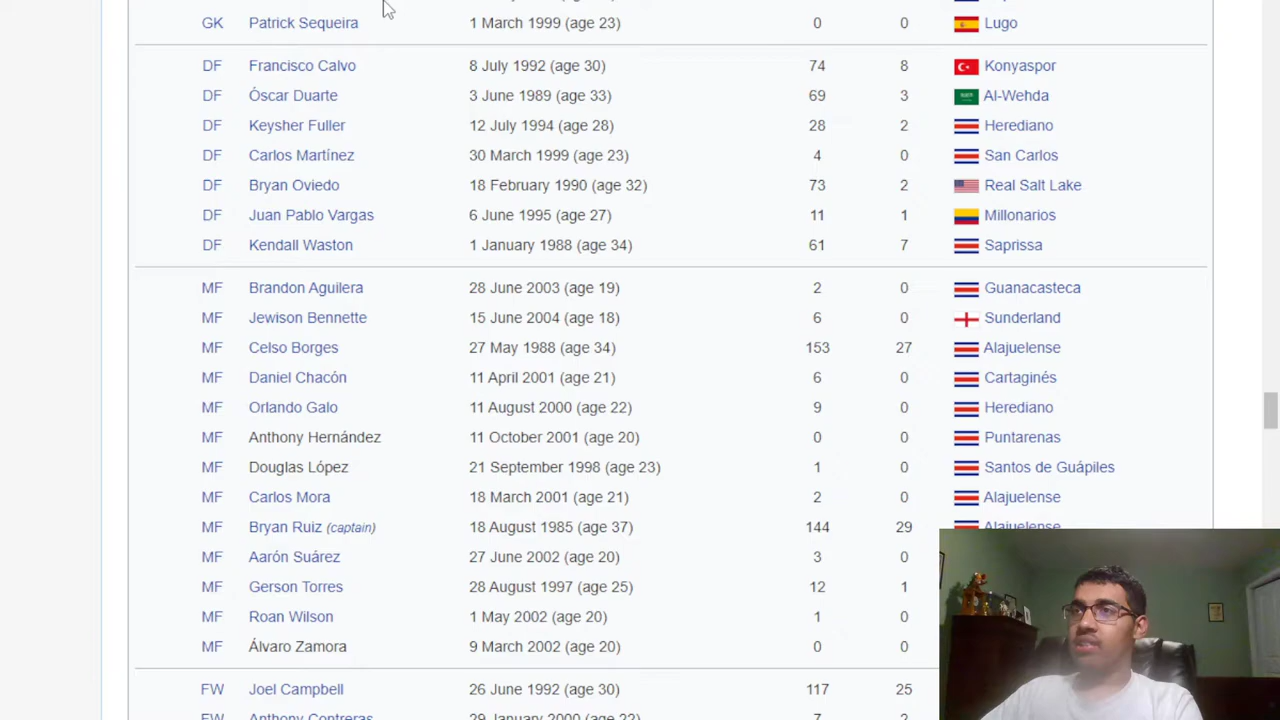 GK Patrick Sequeira 1 March 1999 (age 23) 0 0 Lugo
DF Francisco Calvo 8 July 1992 (age 30) 74 8 Konyaspor
DF Óscar Duarte 3 June 1989 (age 33) 69 3 Al-Wehda
DF Keysher Fuller 12 July 1994 (age 28) 28 2 Herediano
DF Carlos Martínez 30 March 1999 (age 23) 4 0 San Carlos
DF Bryan Oviedo 18 February 1990 (age 32) 73 2 Real Salt Lake
DF Juan Pablo Vargas 6 June 1995 (age 27) 11 1 Millonarios
DF Kendall Waston 1 January 1988 (age 34) 61 7 Saprissa
MF Brandon Aguilera 28 June 2003 (age 19) 2 0 Guanacasteca
MF Jewison Bennette 15 June 2004 (age 18) 6 0 Sunderland
MF Celso Borges 27 May 1988 (age 34) 153 27 Alajuelense
MF Daniel Chacón 11 April 2001 (age 21) 6 0 Cartaginés
MF Orlando Galo 11 August 2000 (age 22) 9 0 Herediano
MF Anthony Hernández 11 October 2001 (age 20) 0 0 Puntarenas
MF Douglas López 21 September 1998 (age 23) 1 0 Santos de Guápiles
MF Carlos Mora 18 March 2001 (age 21) 2 0 Alajuelense
MF Bryan Ruiz (captain) 18 August 1985 (age 37) 144 29 Alajuelense
MF Aarón Suárez 27 June 2002 (age 20) 3 0
MF Gerson Torres 28 August 1997 (age 25) 12 1
MF Roan Wilson 1 May 2002 (age 20) 1 0
MF Álvaro Zamora 9 March 2002 (age 20) 0 0
FW Joel Campbell 26 June 1992 (age 30) 117 25
FW Anthony Contreras 29 January 2000 (age 22) 7 2